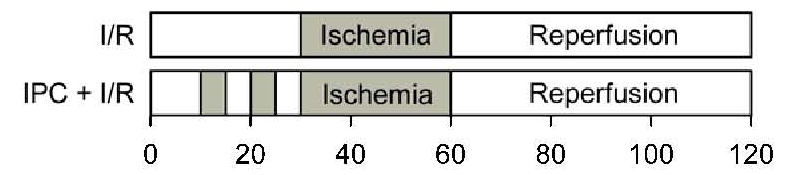 I/R Ischemia Reperfusion
IPC + I/R Ischemia Reperfusion
0 20 40 60 80 100 120